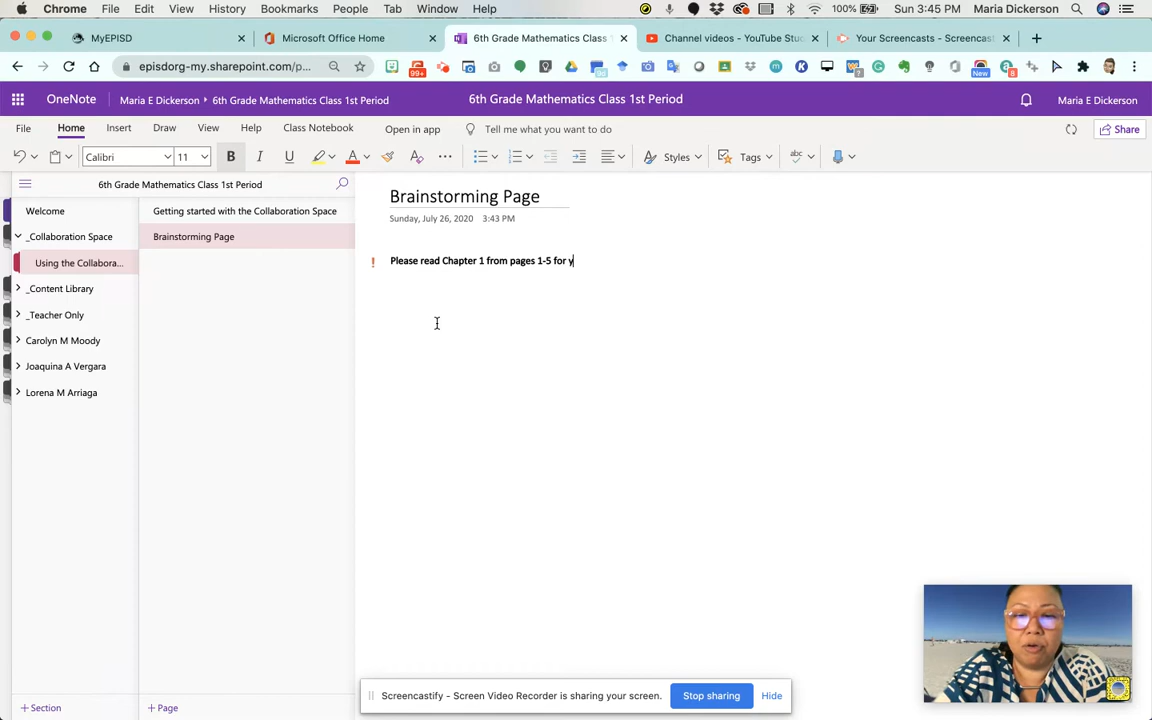 Chrome File Edit View History Bookmarks People Tab Window Help 100% Sun 3:45 PM Maria Dickerson
MyEPISD Microsoft Office Home 6th Grade Mathematics Class Channel videos - YouTube Stu Your Screencasts - Screencast
episdorg-my.sharepoint.com/p... 99+ New 8
OneNote Maria E Dickerson 6th Grade Mathematics Class 1st Period 6th Grade Mathematics Class 1st Period Maria E Dickerson
File Home Insert Draw View Help Class Notebook Open in app Tell me what you want to do Share
Calibri 11 B I U A Styles Tags abc
6th Grade Mathematics Class 1st Period
Welcome
_Collaboration Space
Using the Collabora...
_Content Library
_Teacher Only
Carolyn M Moody
Joaquina A Vergara
Lorena M Arriaga
+ Section
Getting started with the Collaboration Space
Brainstorming Page
+ Page
Brainstorming Page
Sunday, July 26, 2020 3:43 PM
! Please read Chapter 1 from pages 1-5 for y
Screencastify - Screen Video Recorder is sharing your screen. Stop sharing Hide